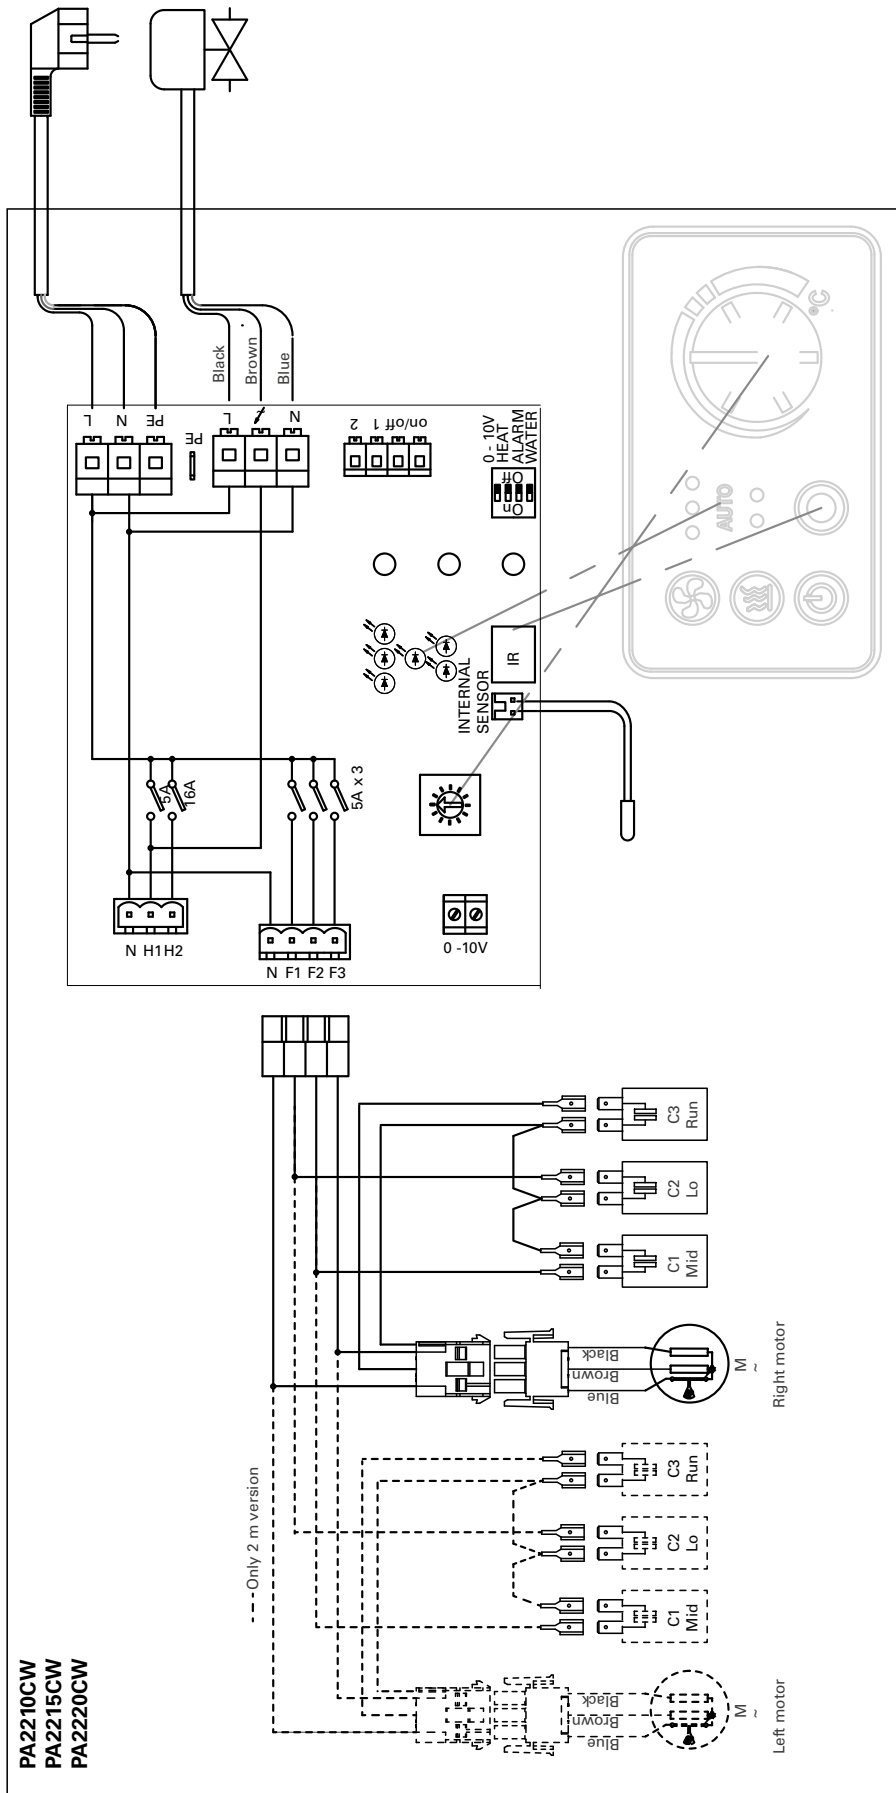 L
N
PE
PE
Black
Brown
Blue
L
N
2
1
on/off
0 - 10V
HEAT
ALARM
WATER
Off
On
°C
AUTO
IR
INTERNAL
SENSOR
5A
16A
5A x 3
N H1 H2
N F1 F2 F3
0 -10V
C3
Run
C2
Lo
C1
Mid
Black
Brown
Blue
M
~
Right motor
---- Only 2 m version
C3
Run
C2
Lo
C1
Mid
Black
Brown
Blue
M
~
Left motor
PA2210CW
PA2215CW
PA2220CW